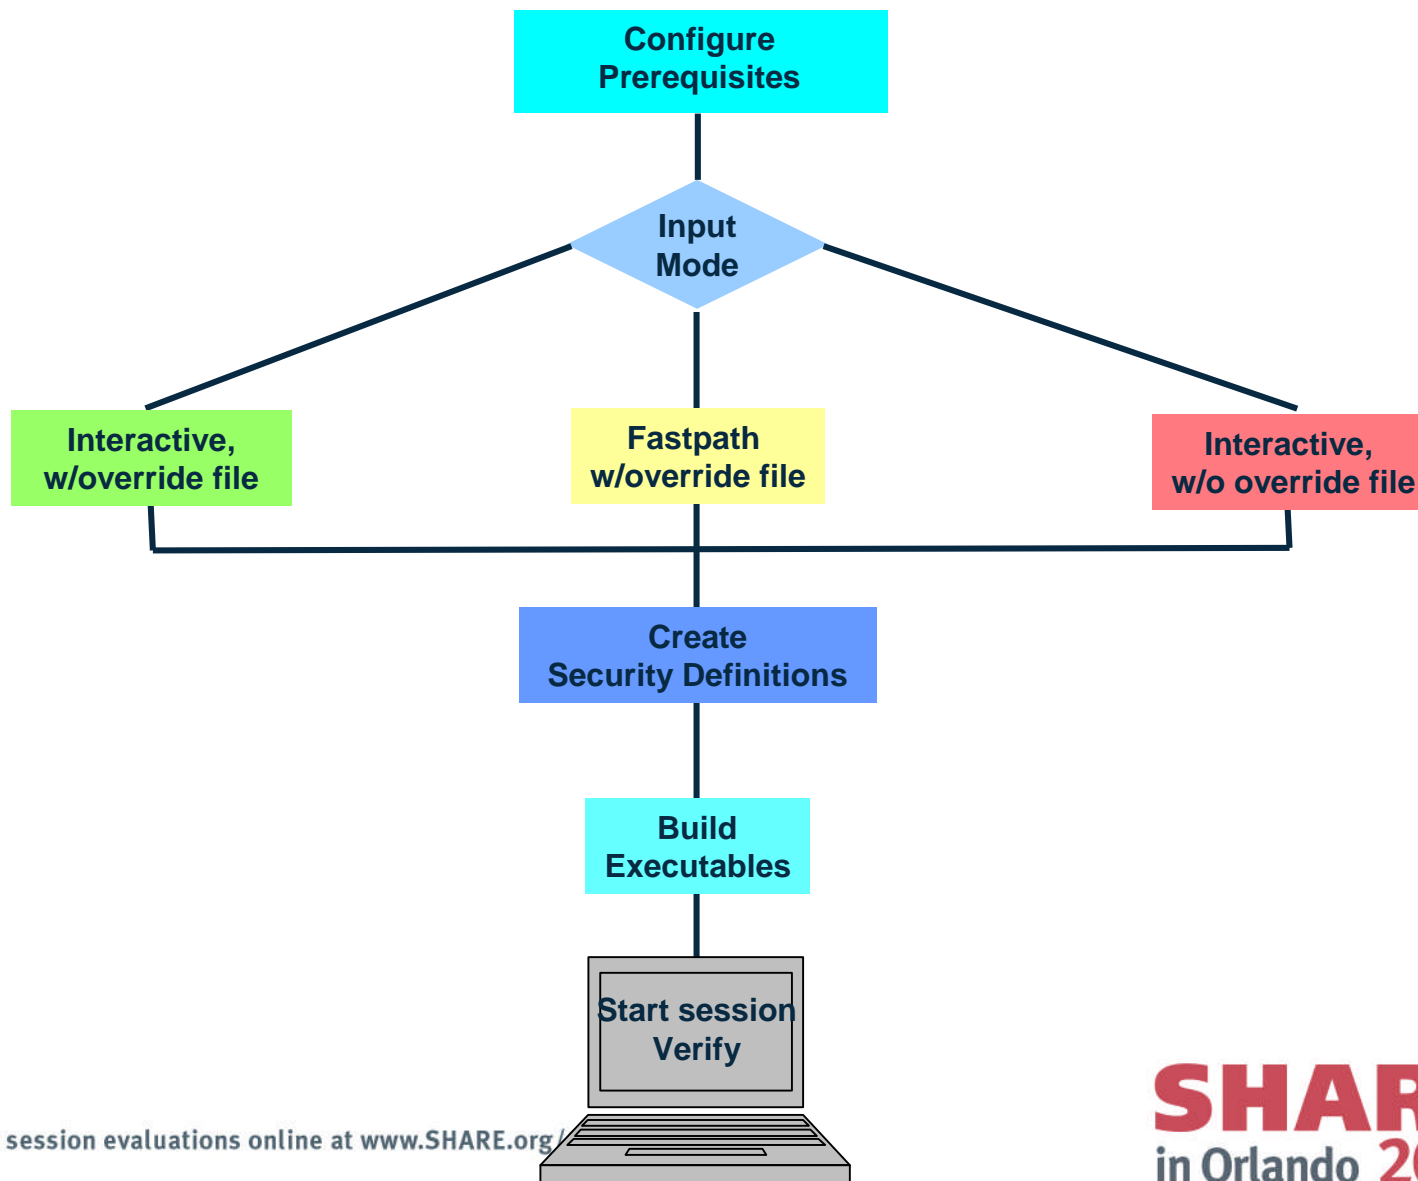 Configure
Prerequisites
Input
Mode
Interactive,
w/override file
Fastpath
w/override file
Interactive,
w/o override file
Create
Security Definitions
Build
Executables
Start session
Verify
session evaluations online at www.SHARE.org/
SHAR
in Orlando 20